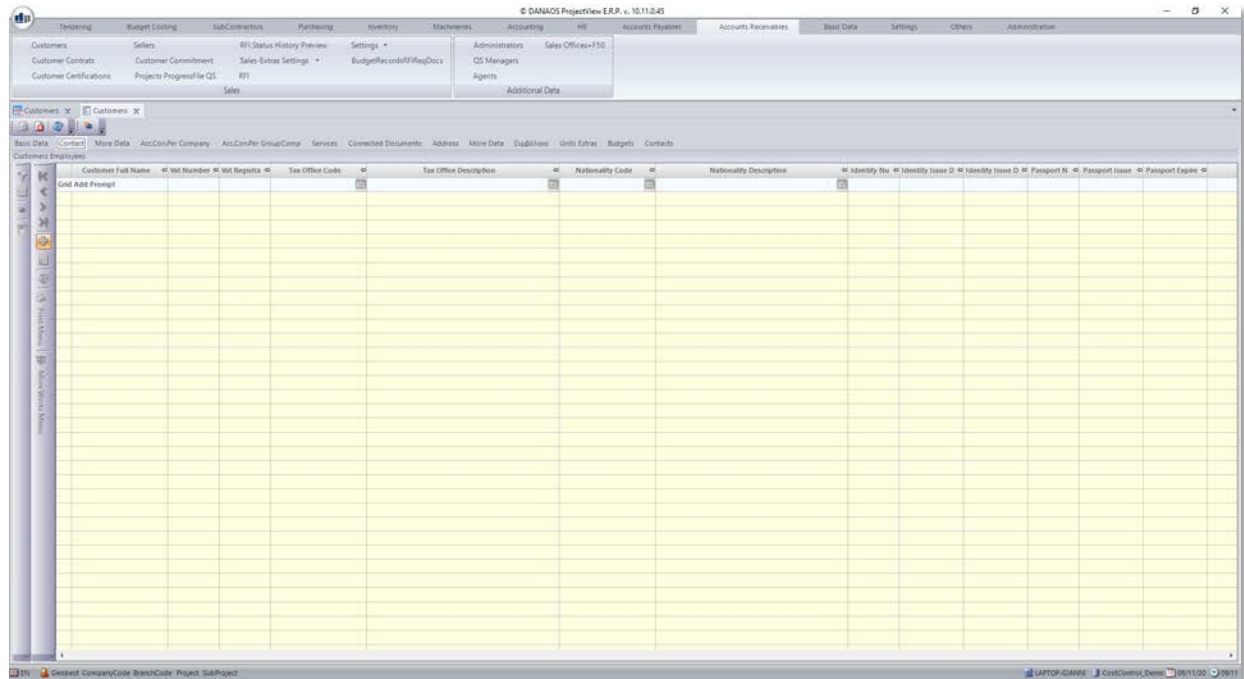 © DANAOS ProjectView E.R.P. v. 10.11.0.45
dp
Tendering Budget Costing SubContractors Purchasing Inventory Machineries Accounting HR Accounts Payables Accounts Receivables Basic Data Settings Others Administration
Customers Sellers RFI Status History Preview Settings Administrators Sales Offices+F50
Customer Contrats Customer Commitment Sales-Extras Settings BudgetRecordsRFIReqDocs QS Managers
Customer Certifications Projects ProgressFile QS RFI Agents
Sales Additional Data
Customers Customers
Basic Data Contact More Data Acc.Con.Per Company Acc.Con.Per GroupComp Services Connected Documents Address More Data Συμβόλαια Units Extras Budgets Contacts
Customers Employees
Customer Full Name Vat Number Vat Registra Tax Office Code Tax Office Description Nationality Code Nationality Description Identity Nu Identity Issue D Identity Issue D Passport N Passport Issue Passport Expire
Grid Add Prompt
Print Menu
More Works Menu
EN Geobest CompanyCode BranchCode Project SubProject LAPTOP-GIANNI CostControl_Demo 05/11/20 09:11